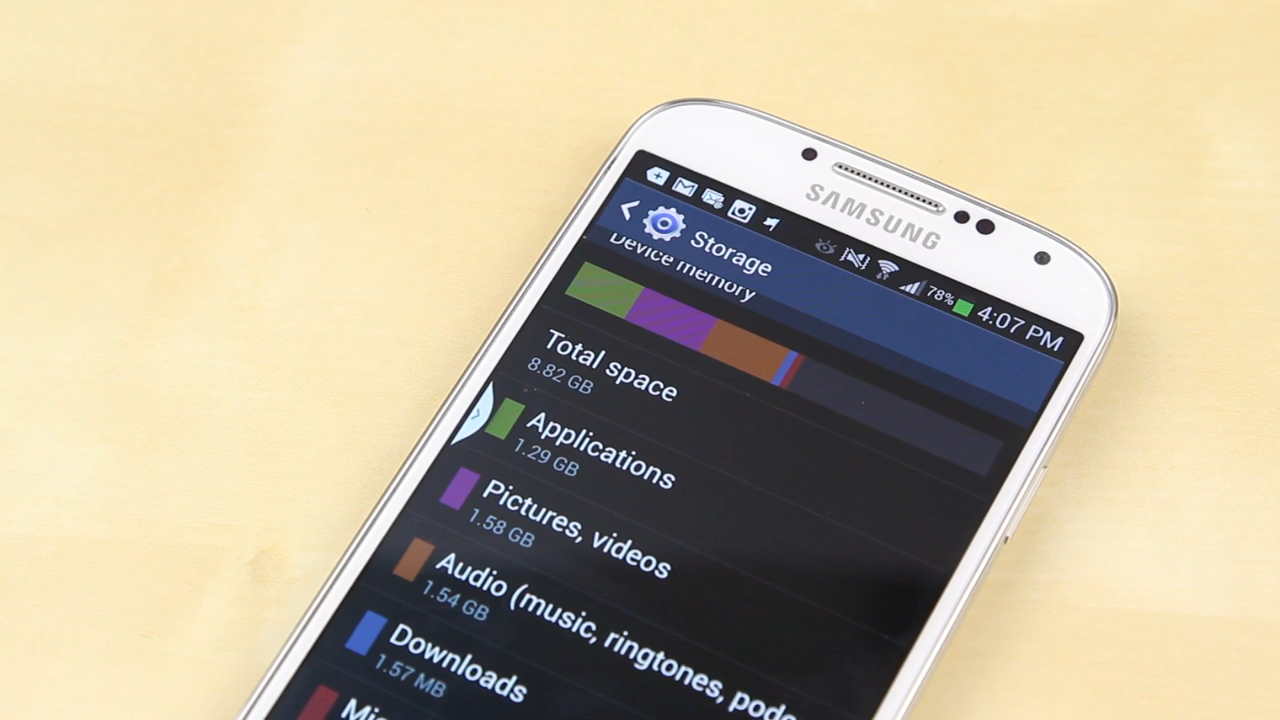 SAMSUNG
78% 4:07 PM
Storage
Device memory
Total space
8.82 GB
Applications
1.29 GB
Pictures, videos
1.58 GB
Audio (music, ringtones, podc
1.54 GB
Downloads
1.57 MB